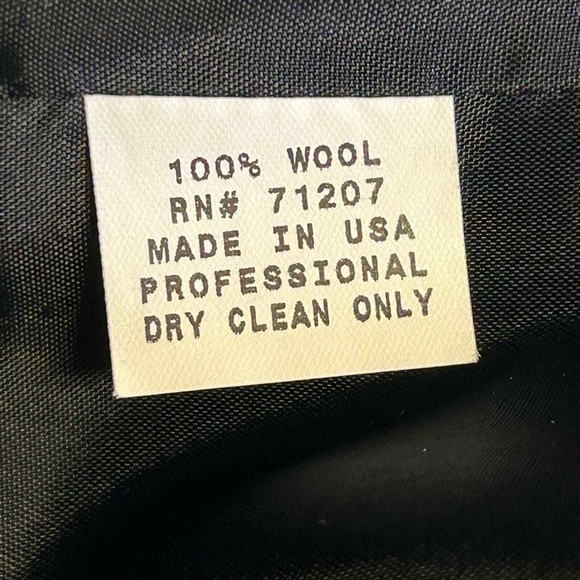 100% WOOL
RN# 71207
MADE IN USA
PROFESSIONAL
DRY CLEAN ONLY